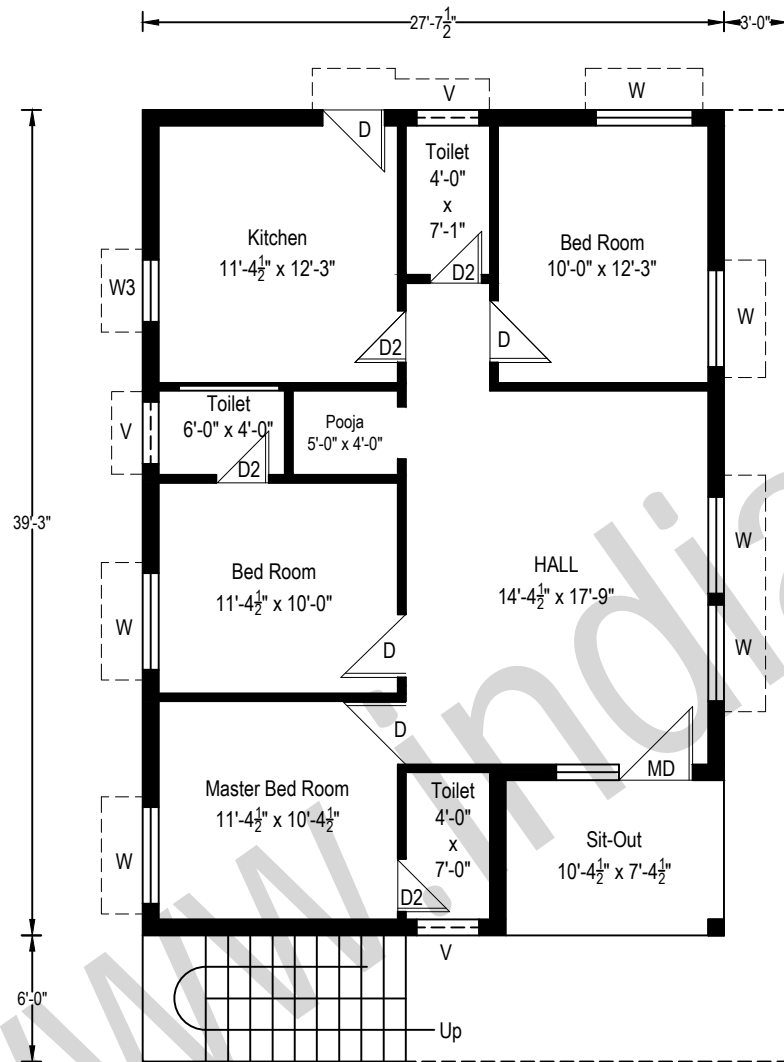 27'-7½"
3'-0"
V
W
D
Toilet
4'-0"
x
7'-1"
Kitchen
11'-4½" x 12'-3"
Bed Room
10'-0" x 12'-3"
D2
W3
W
D2
D
Toilet
6'-0" x 4'-0"
Pooja
5'-0" x 4'-0"
V
D2
39'-3"
W
HALL
14'-4½" x 17'-9"
Bed Room
11'-4½" x 10'-0"
W
W
D
D
MD
Master Bed Room
11'-4½" x 10'-4½"
Toilet
4'-0"
x
7'-0"
Sit-Out
10'-4½" x 7'-4½"
W
D2
V
6'-0"
Up
www.india